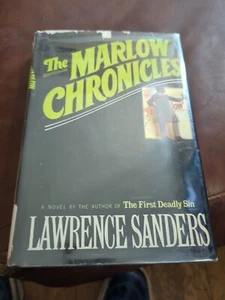 The MARLOW
CHRONICLES
A NOVEL BY THE AUTHOR OF The First Deadly Sin
LAWRENCE SANDERS